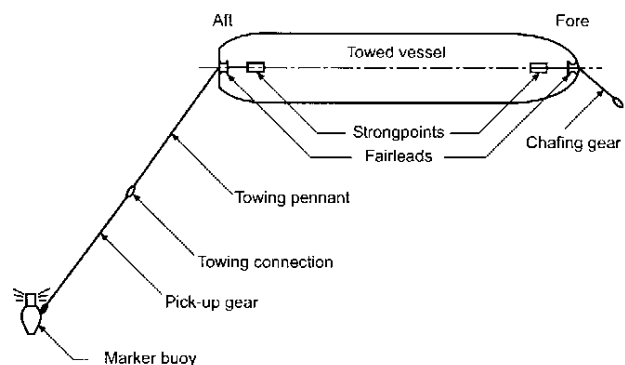 Aft
Fore
Towed vessel
Strongpoints
Fairleads
Chafing gear
Towing pennant
Towing connection
Pick-up gear
Marker buoy